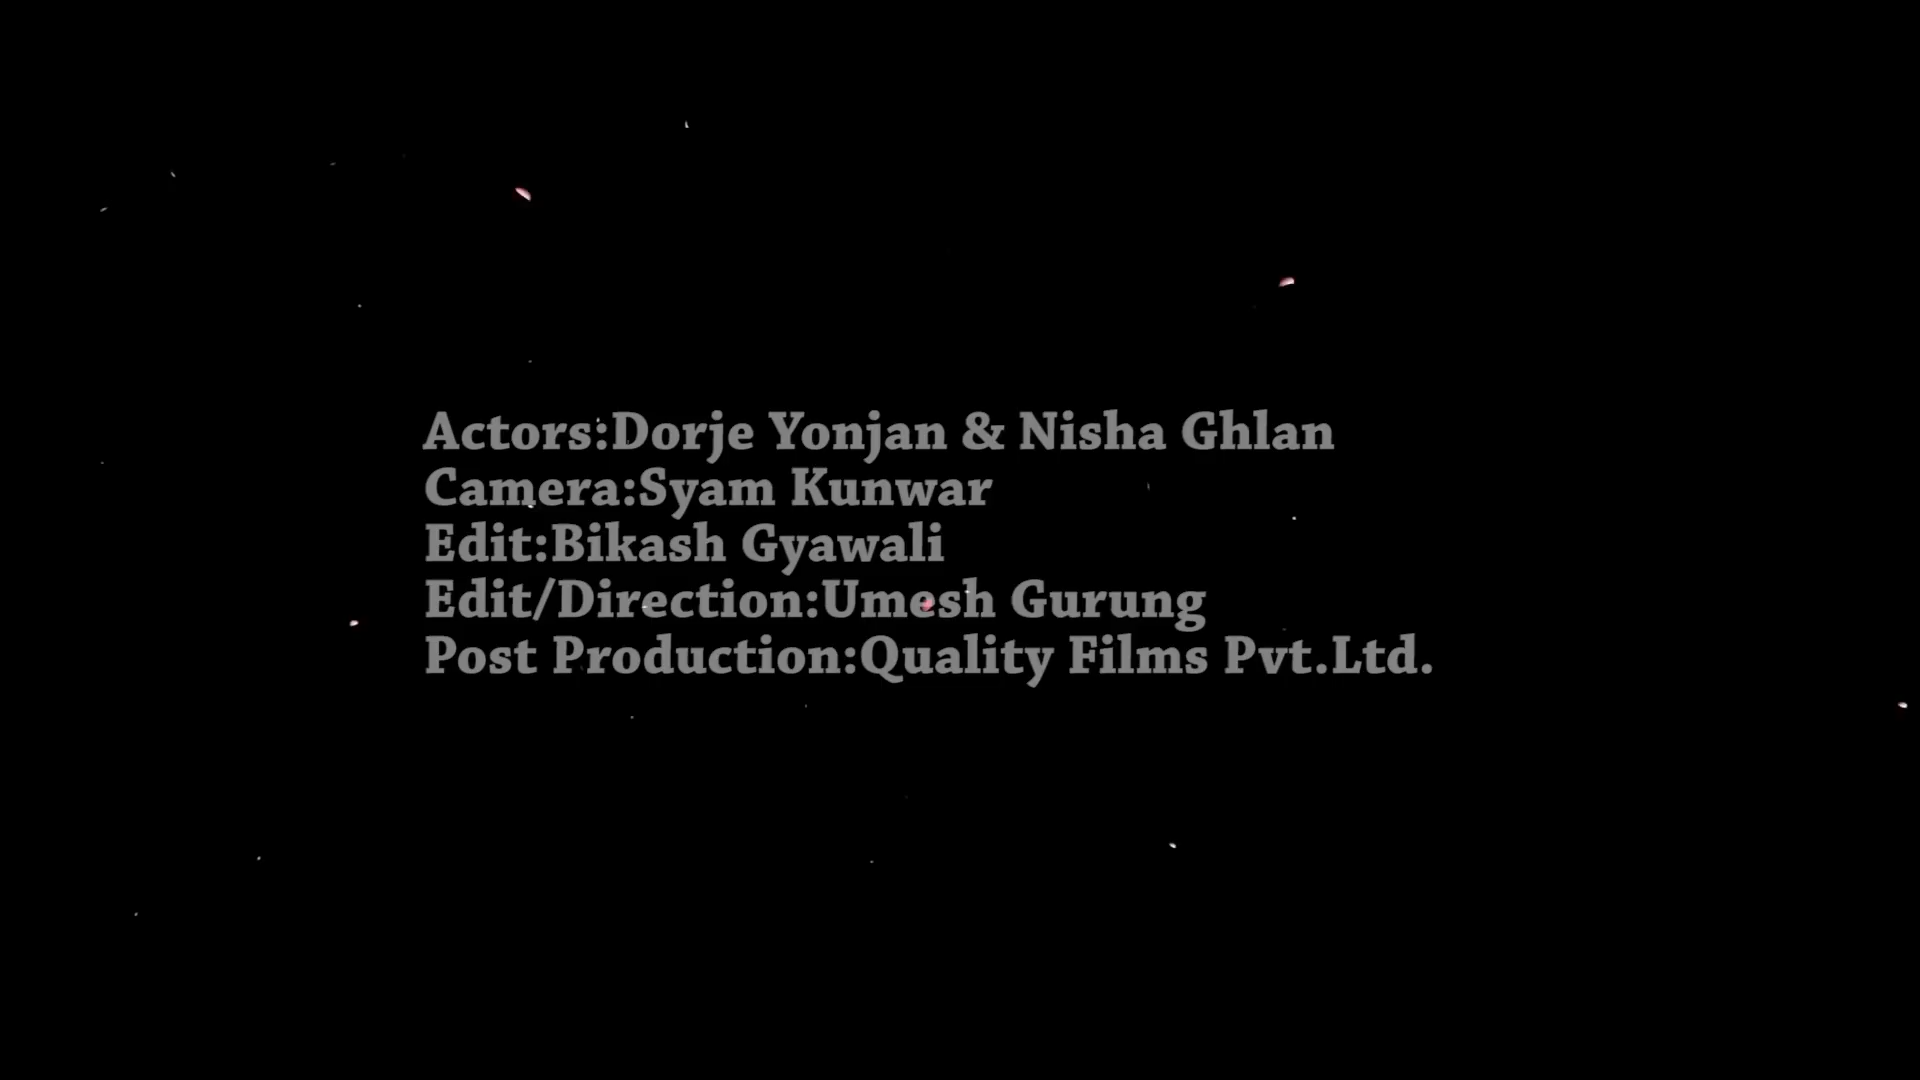 Actors:Dorje Yonjan & Nisha Ghlan
Camera:Syam Kunwar
Edit:Bikash Gyawali
Edit/Direction:Umesh Gurung
Post Production:Quality Films Pvt.Ltd.